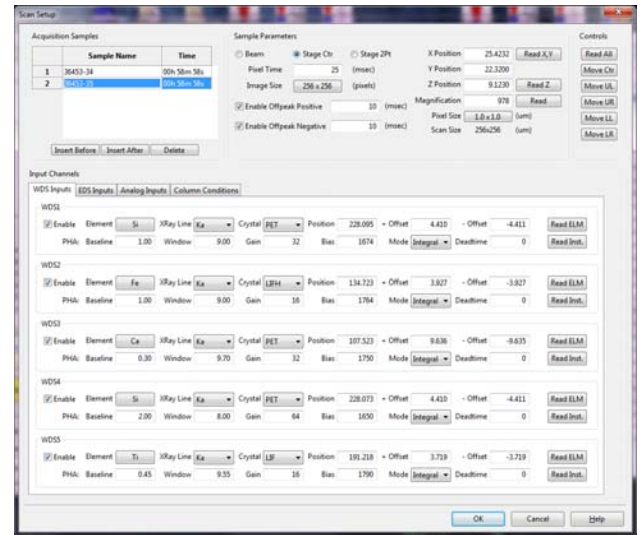 Scan Setup
Acquisition Samples
Sample Name Time
1 36453-34 00h 58m 58s
2 36453-35 00h 58m 58s
Insert Before Insert After Delete
Sample Parameters
Beam Stage Ctr Stage 2Pt X Position 25.4232 Read X,Y
Pixel Time 25 (msec) Y Position 22.3200
Image Size 256 x 256 (pixels) Z Position 9.1230 Read Z
Enable Offpeak Positive 10 (msec) Magnification 978 Read
Pixel Size 1.0 x 1.0 (um)
Enable Offpeak Negative 10 (msec) Scan Size 256x256 (um)
Controls
Read All
Move Ctr
Move UL
Move UR
Move LL
Move LR
Input Channels
WDS Inputs EDS Inputs Analog Inputs Column Conditions
WDS1
Enable Element Si XRay Line Ka Crystal PET Position 228.095 + Offset 4.410 - Offset -4.411 Read ELM
PHA: Baseline 1.00 Window 9.00 Gain 32 Bias 1674 Mode Integral Deadtime 0 Read Inst.
WDS2
Enable Element Fe XRay Line Ka Crystal LIFH Position 134.723 + Offset 3.927 - Offset -3.927 Read ELM
PHA: Baseline 1.00 Window 9.00 Gain 16 Bias 1764 Mode Integral Deadtime 0 Read Inst.
WDS3
Enable Element Ca XRay Line Ka Crystal PET Position 107.523 + Offset 9.636 - Offset -9.635 Read ELM
PHA: Baseline 0.30 Window 9.70 Gain 32 Bias 1750 Mode Integral Deadtime 0 Read Inst.
WDS4
Enable Element Si XRay Line Ka Crystal PET Position 228.073 + Offset 4.410 - Offset -4.411 Read ELM
PHA: Baseline 2.00 Window 8.00 Gain 64 Bias 1650 Mode Integral Deadtime 0 Read Inst.
WDS5
Enable Element Ti XRay Line Ka Crystal LIF Position 191.218 + Offset 3.719 - Offset -3.719 Read ELM
PHA: Baseline 0.45 Window 9.55 Gain 16 Bias 1790 Mode Integral Deadtime 0 Read Inst.
OK Cancel Help